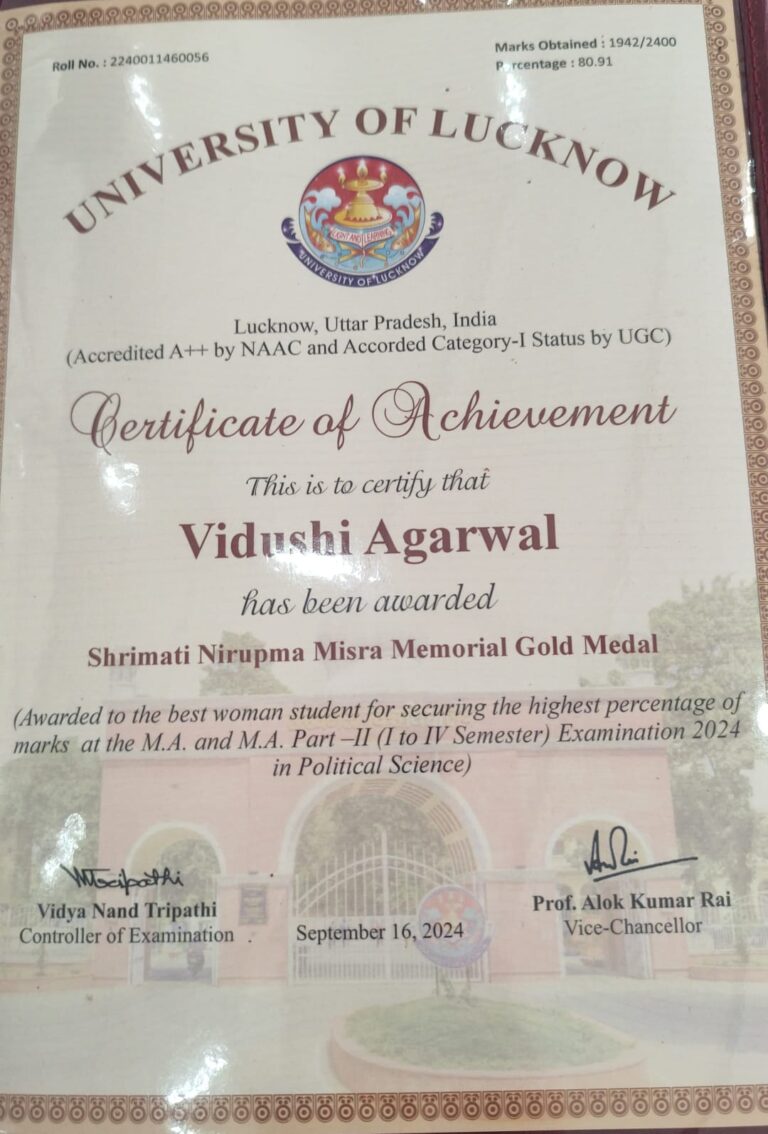 Roll No. : 2240011460056
Marks Obtained : 1942/2400
Percentage : 80.91
UNIVERSITY OF LUCKNOW
LIGHT AND LEARNING
UNIVERSITY OF LUCKNOW
Lucknow, Uttar Pradesh, India
(Accredited A++ by NAAC and Accorded Category-I Status by UGC)
Certificate of Achievement
This is to certify that
Vidushi Agarwal
has been awarded
Shrimati Nirupma Misra Memorial Gold Medal
(Awarded to the best woman student for securing the highest percentage of
marks at the M.A. and M.A. Part –II (I to IV Semester) Examination 2024
in Political Science)
MTripathi
Vidya Nand Tripathi
Controller of Examination
September 16, 2024
Prof. Alok Kumar Rai
Vice-Chancellor